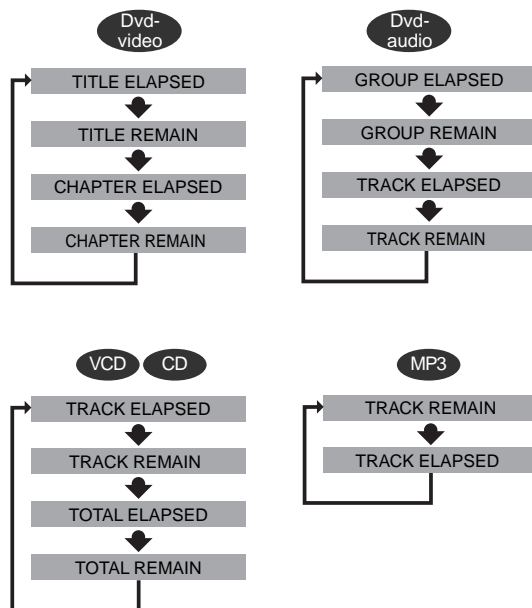 Dvd-
video
TITLE ELAPSED
TITLE REMAIN
CHAPTER ELAPSED
CHAPTER REMAIN
Dvd-
audio
GROUP ELAPSED
GROUP REMAIN
TRACK ELAPSED
TRACK REMAIN
VCD CD
TRACK ELAPSED
TRACK REMAIN
TOTAL ELAPSED
TOTAL REMAIN
MP3
TRACK REMAIN
TRACK ELAPSED